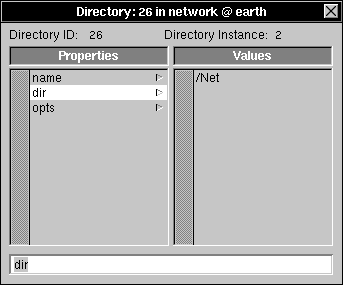 Directory: 26 in network @ earth
Directory ID: 26 Directory Instance: 2
Properties Values
name /Net
dir
opts
dir